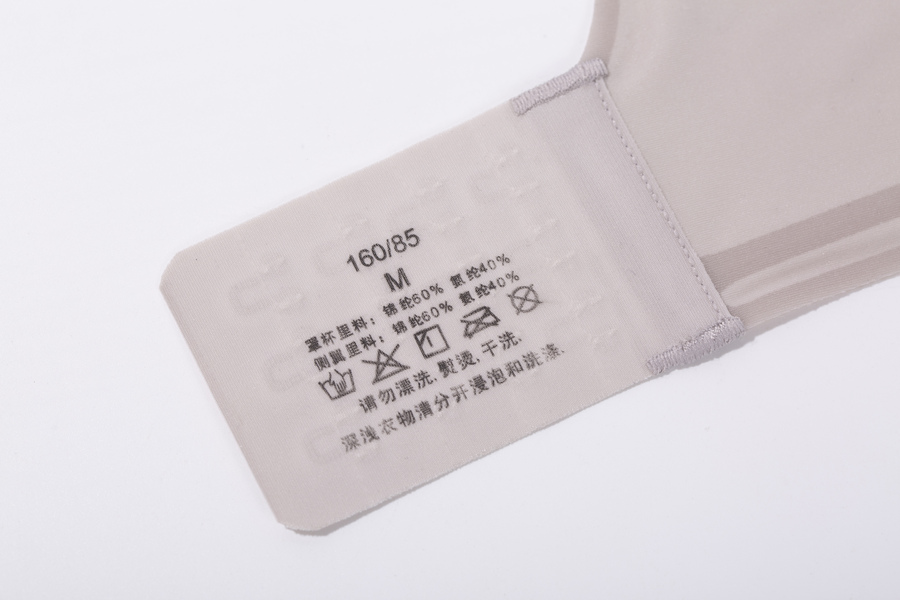 160/85
M
罩杯里料：锦纶60% 氨纶40%
侧翼里料：锦纶60% 氨纶40%
请勿漂洗.熨烫.干洗.
深浅衣物请分开浸泡和洗涤.